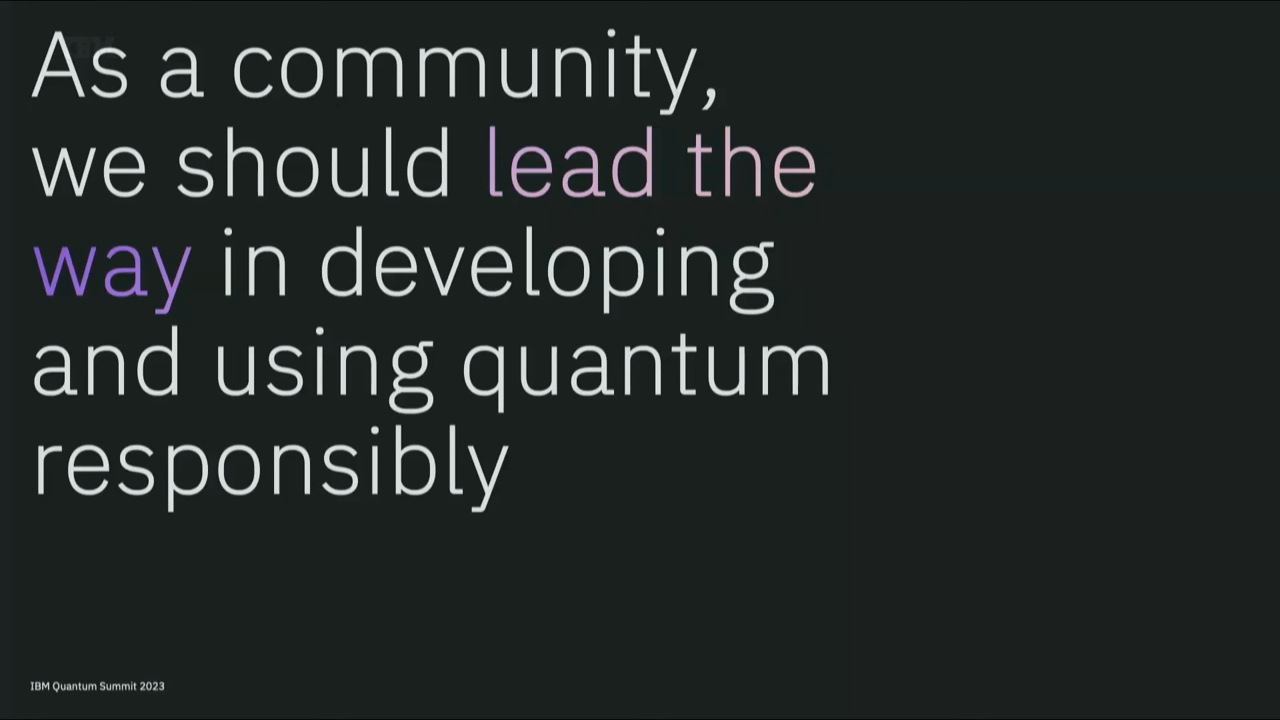 As a community,
we should lead the
way in developing
and using quantum
responsibly
IBM Quantum Summit 2023